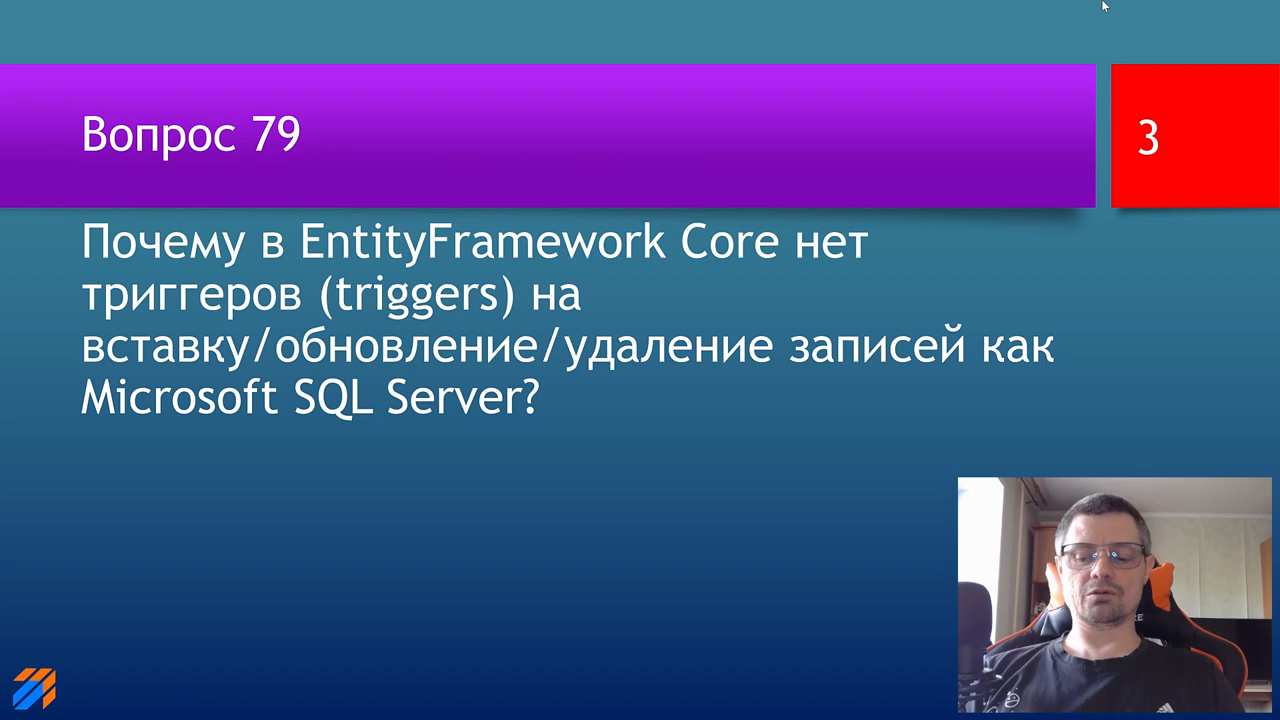 Вопрос 79
3
Почему в EntityFramework Core нет
триггеров (triggers) на
вставку/обновление/удаление записей как
Microsoft SQL Server?